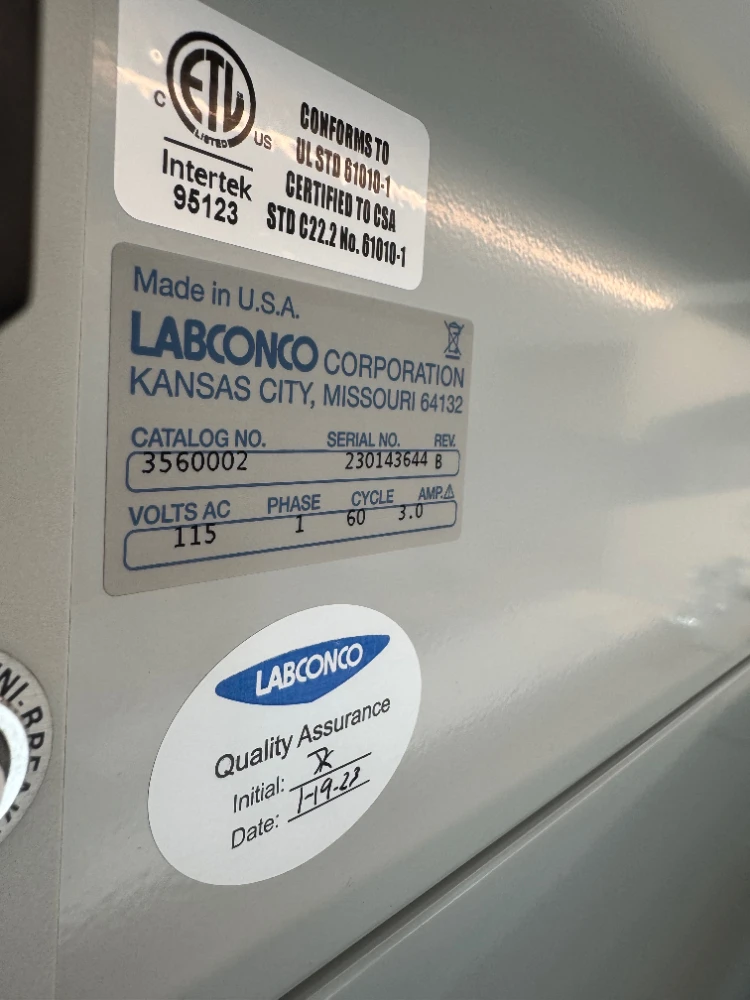 ETL
LISTED
C
US
Intertek
95123
CONFORMS TO
UL STD 61010-1
CERTIFIED TO CSA
STD C22.2 No. 61010-1
Made in U.S.A.
LABCONCO CORPORATION
KANSAS CITY, MISSOURI 64132
CATALOG NO. SERIAL NO. REV.
3560002 230143644 B
VOLTS AC PHASE CYCLE AMP.⚠
115 1 60 3.0
LABCONCO
Quality Assurance
Initial:
Date: 1-19-23